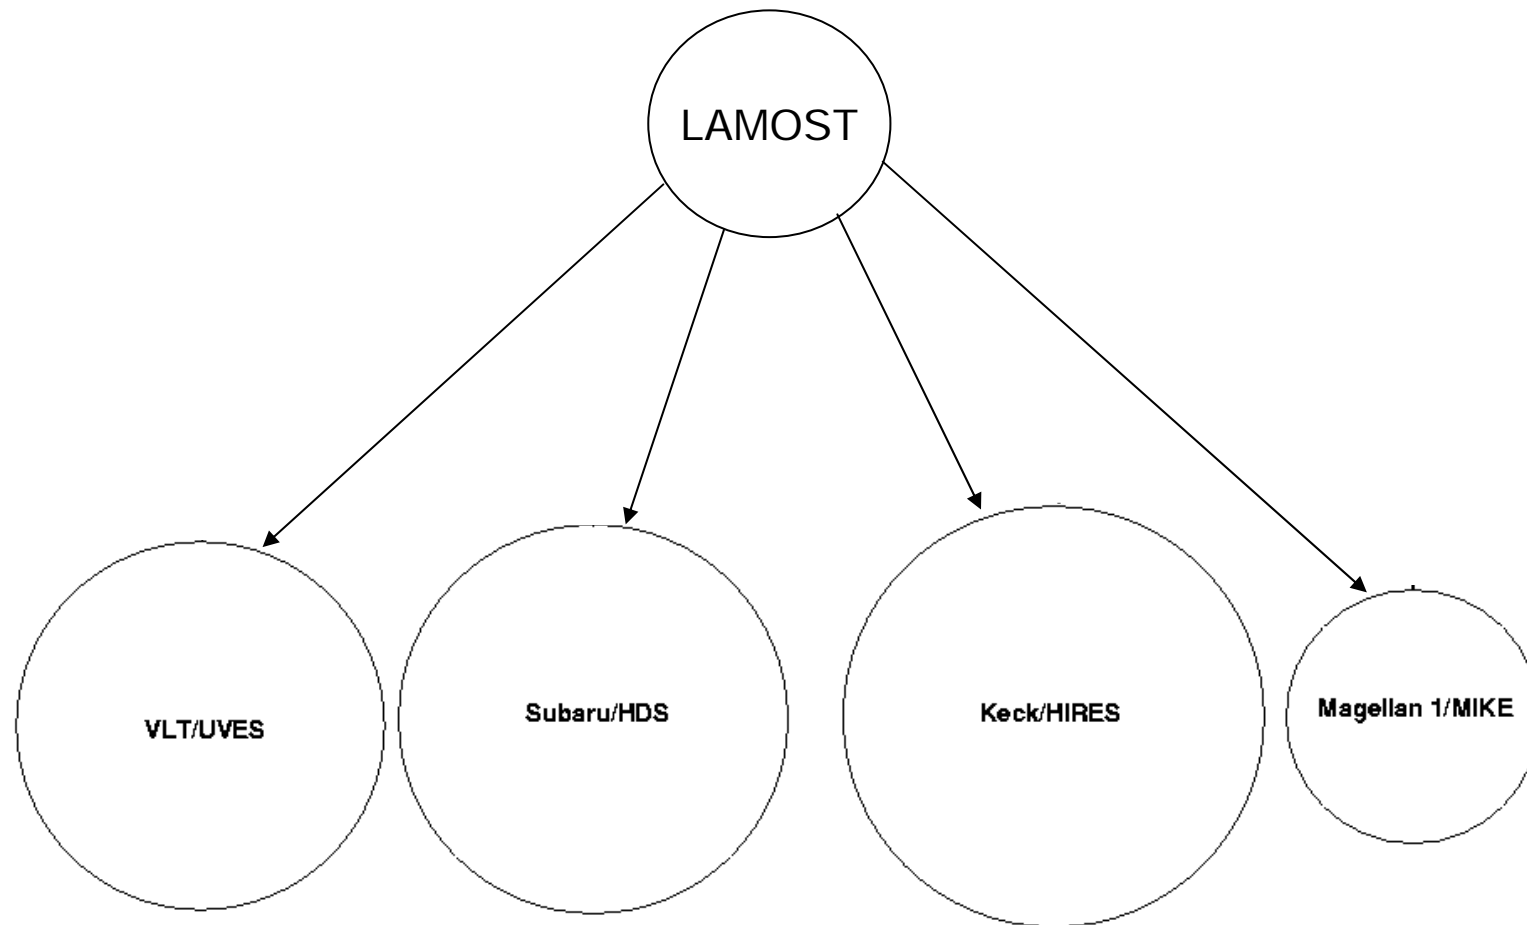 LAMOST
VLT/UVES
Subaru/HDS
Keck/HIRES
Magellan 1/MIKE